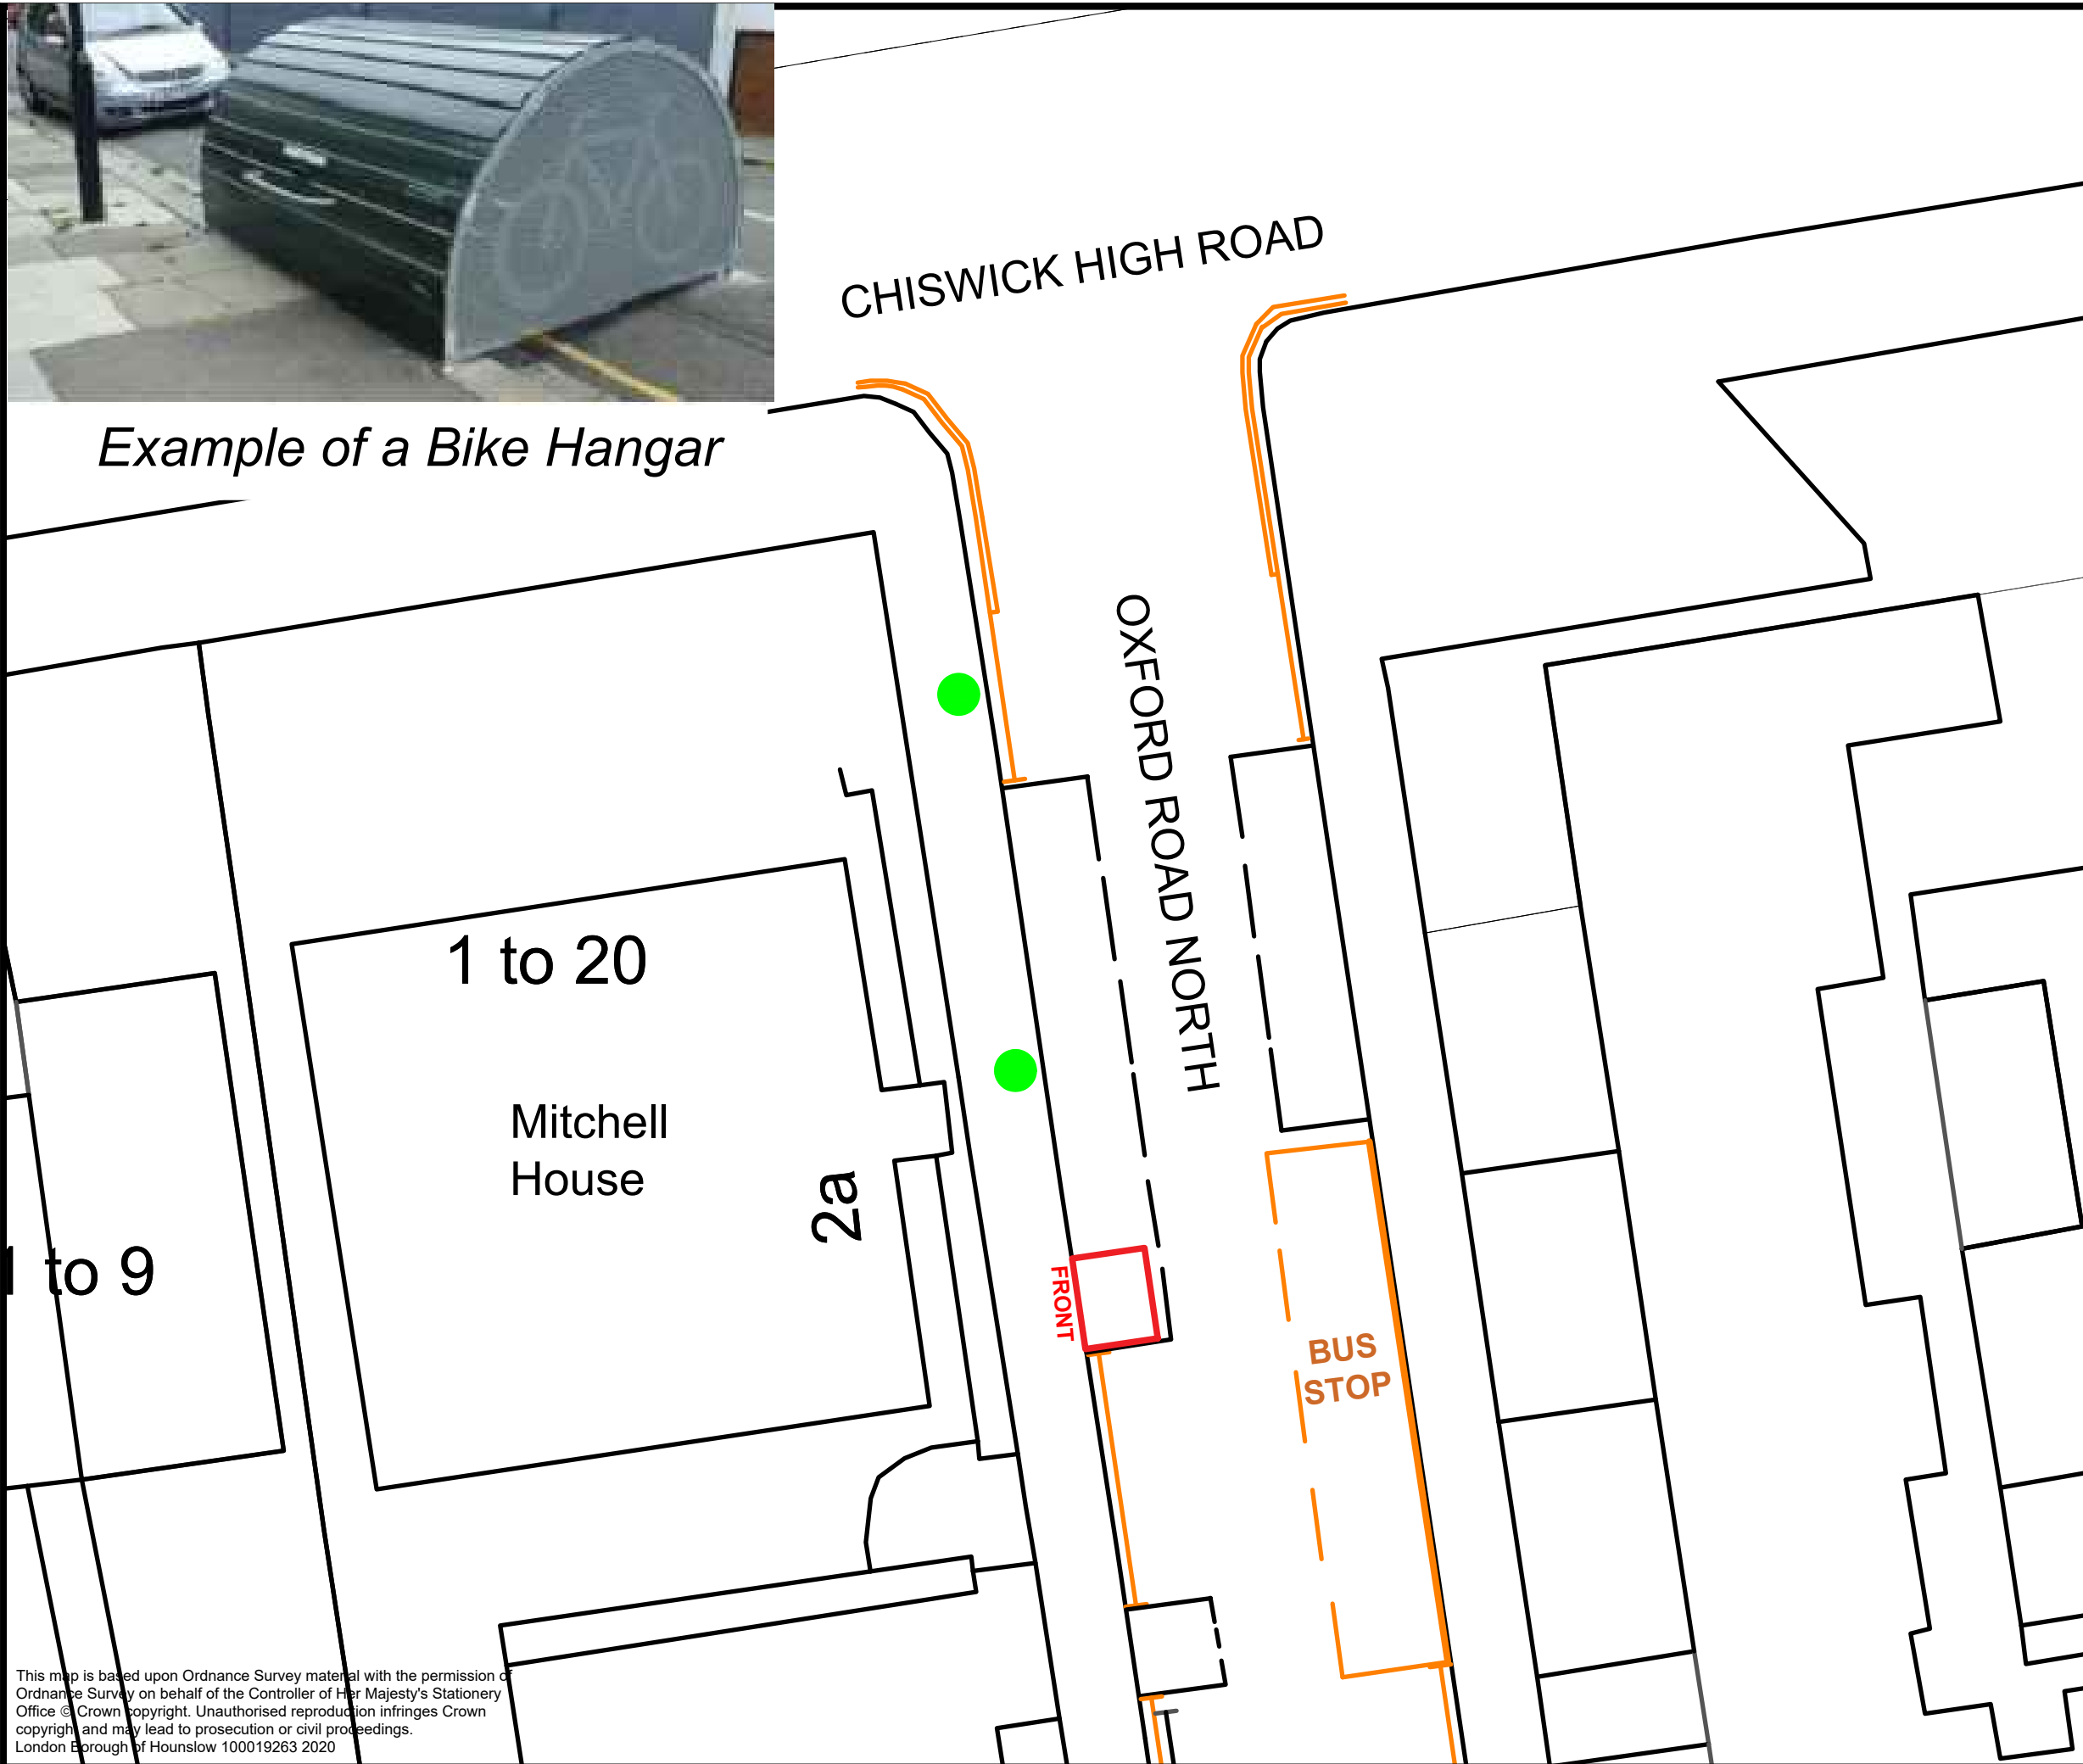 Example of a Bike Hangar
CHISWICK HIGH ROAD
OXFORD ROAD NORTH
1 to 20
Mitchell
House
2a
1 to 9
FRONT
BUS
STOP
This map is based upon Ordnance Survey material with the permission of
Ordnance Survey on behalf of the Controller of Her Majesty's Stationery
Office © Crown copyright. Unauthorised reproduction infringes Crown
copyright and may lead to prosecution or civil proceedings.
London Borough of Hounslow 100019263 2020